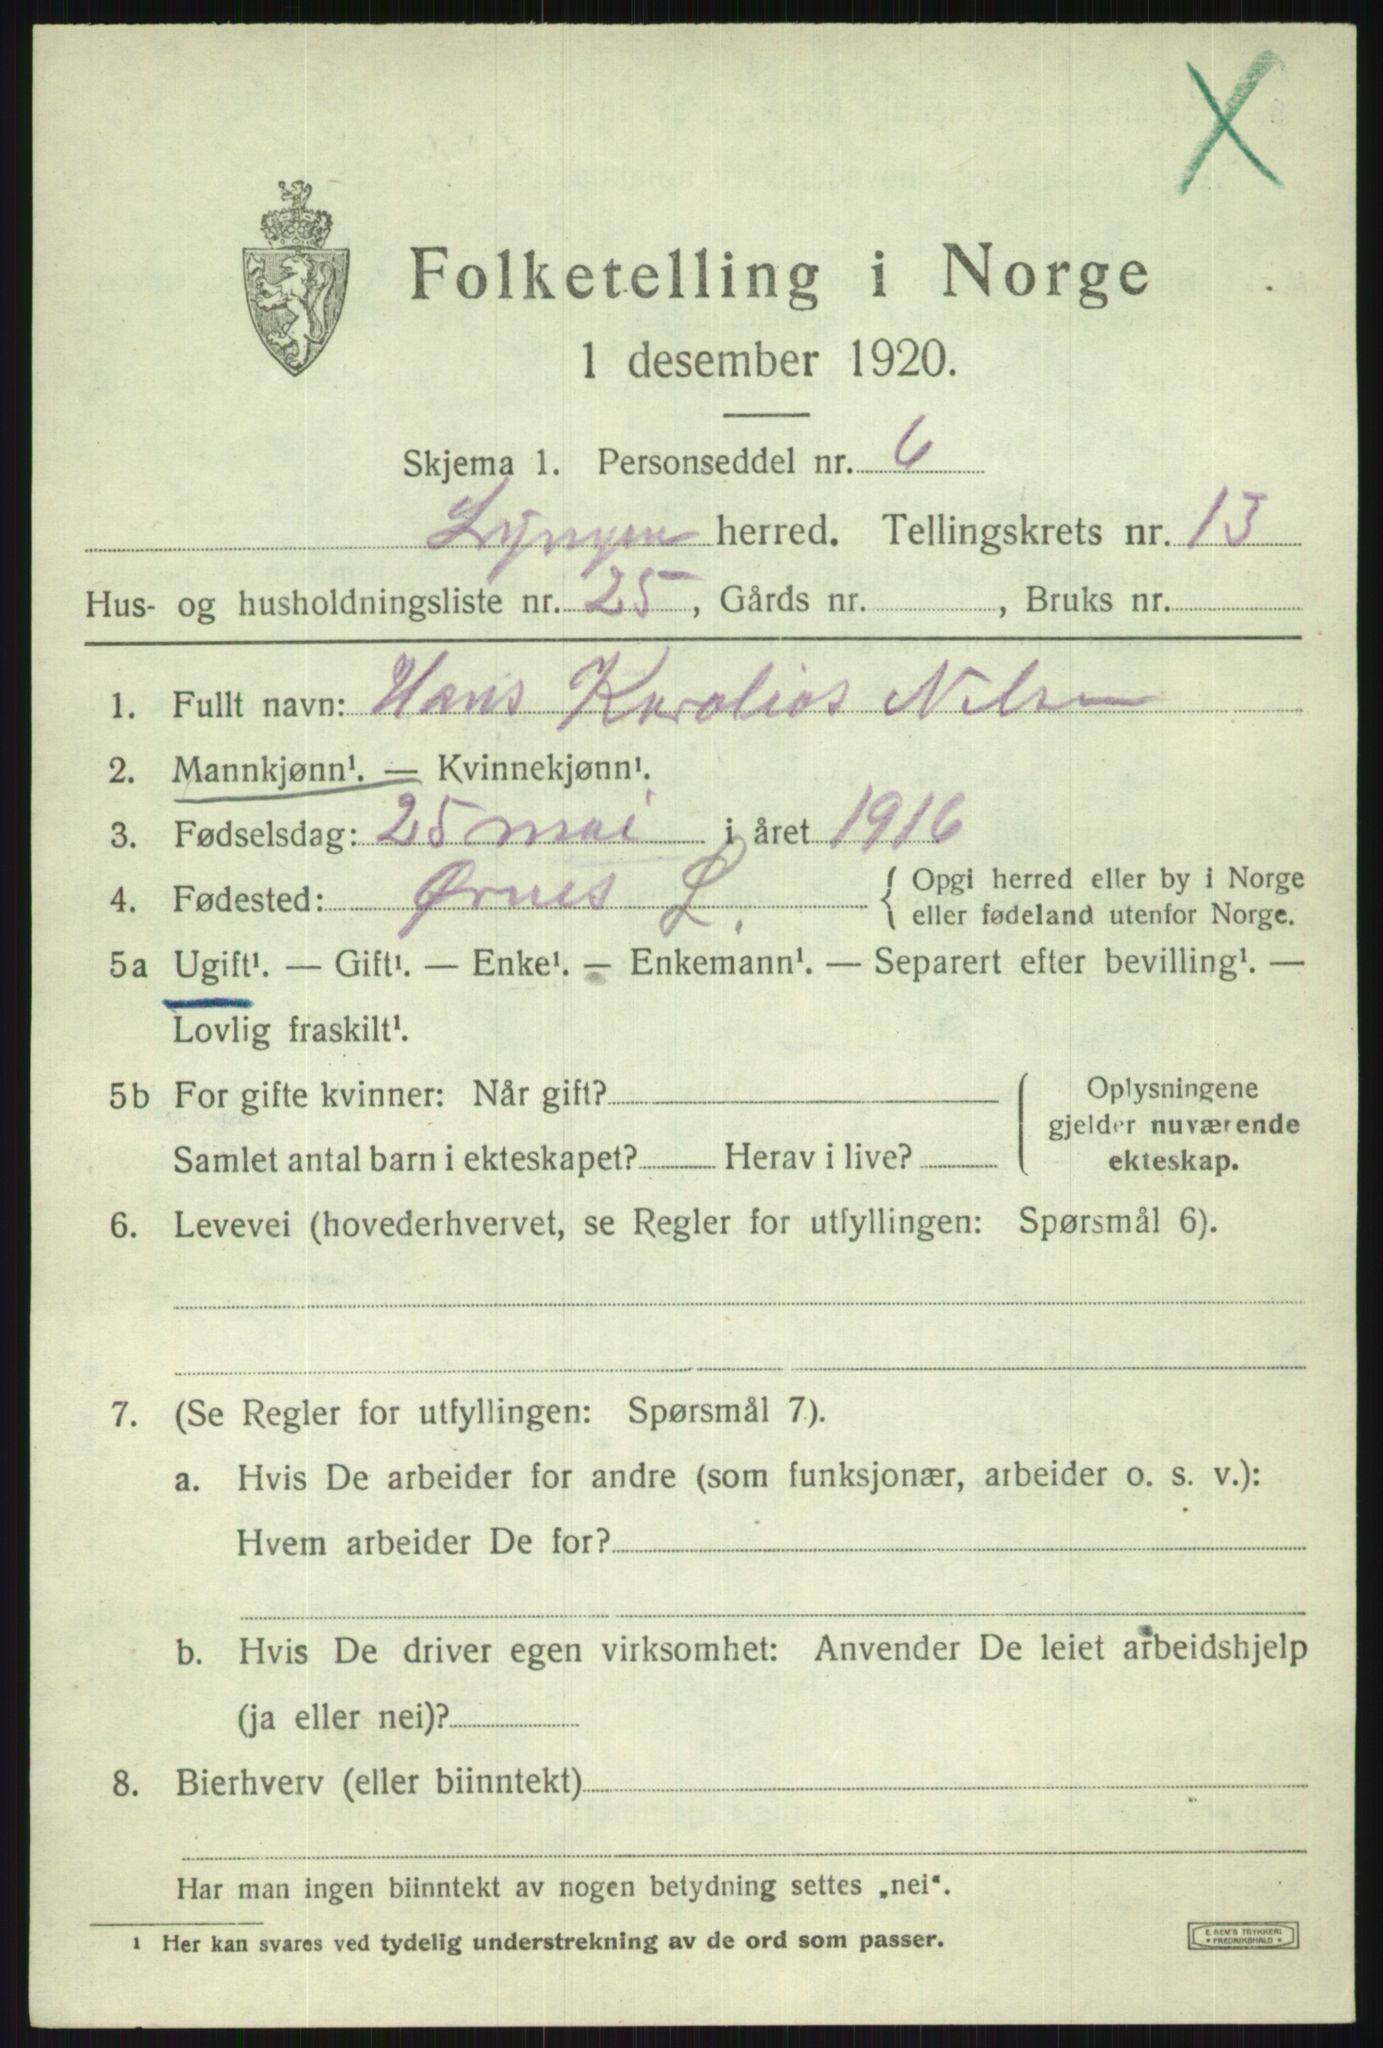 Folketelling i Norge
1 desember 1920.
Skjema 1. Personseddel nr. 6
Lyngen herred. Tellingskrets nr. 13
Hus- og husholdningsliste nr. 25, Gårds nr. , Bruks nr.
1. Fullt navn: Hans Karolius Nilsen
2. Mannkjønn¹. — Kvinnekjønn¹.
3. Fødselsdag: 25 mai i året 1916
4. Fødested: Ørnes L. { Opgi herred eller by i Norge
eller fødeland utenfor Norge.
5a Ugift¹. — Gift¹. — Enke¹. — Enkemann¹. — Separert efter bevilling¹. —
Lovlig fraskilt¹.
5b For gifte kvinner: Når gift? Oplysningene
gjelder nuværende
Samlet antal barn i ekteskapet? Herav i live? ekteskap.
6. Levevei (hovederhvervet, se Regler for utfyllingen: Spørsmål 6).
7. (Se Regler for utfyllingen: Spørsmål 7).
a. Hvis De arbeider for andre (som funksjonær, arbeider o. s. v.):
Hvem arbeider De for?
b. Hvis De driver egen virksomhet: Anvender De leiet arbeidshjelp
(ja eller nei)?
8. Bierhverv (eller biinntekt)
Har man ingen biinntekt av nogen betydning settes „nei“.
¹ Her kan svares ved tydelig understrekning av de ord som passer.
E. SEM'S TRYKKERI
FREDRIKSHALD